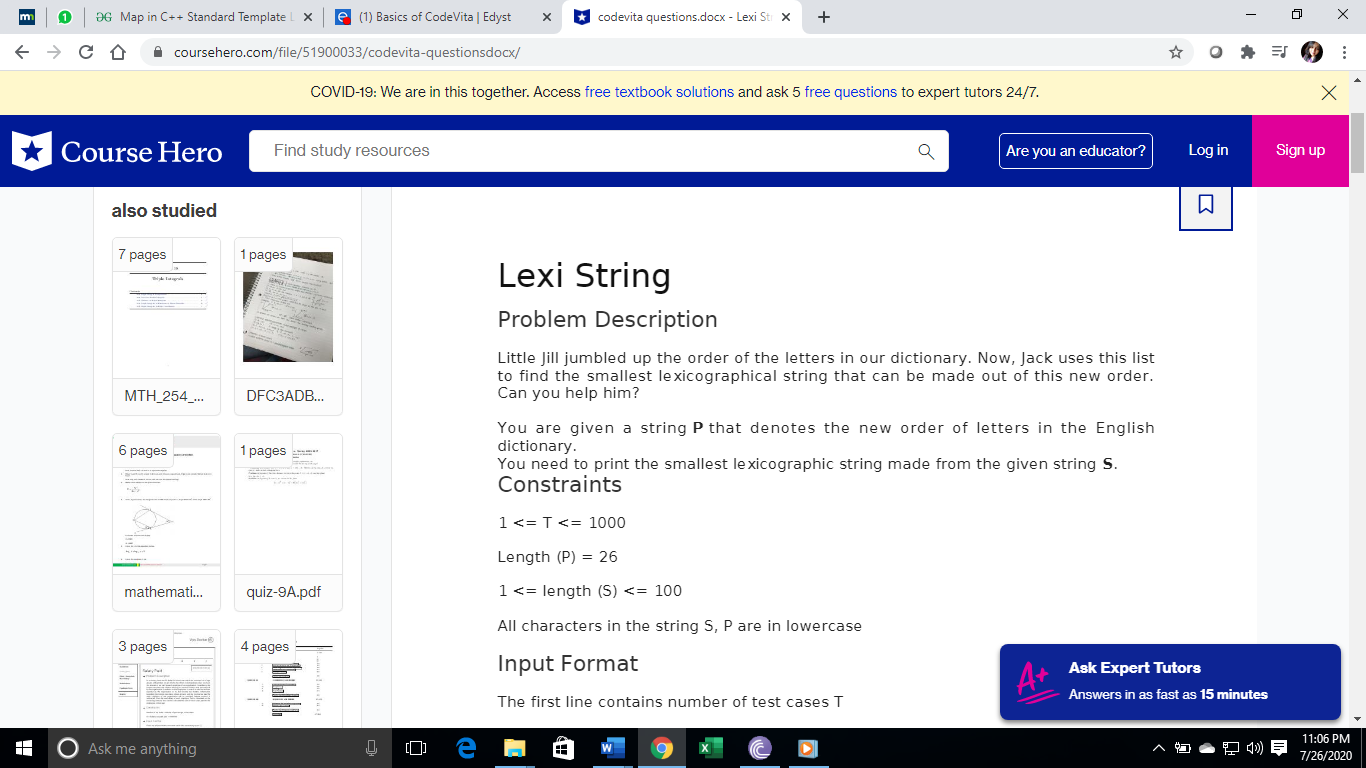 Map in C++ Standard Template L
(1) Basics of CodeVita | Edyst
codevita questions.docx - Lexi St
coursehero.com/file/51900033/codevita-questionsdocx/
COVID-19: We are in this together. Access free textbook solutions and ask 5 free questions to expert tutors 24/7.
Course Hero
Find study resources
Are you an educator?
Log in
Sign up
also studied
7 pages
1 pages
MTH_254_...
DFC3ADB...
6 pages
1 pages
mathemati...
quiz-9A.pdf
3 pages
4 pages
Lexi String
Problem Description
Little Jill jumbled up the order of the letters in our dictionary. Now, Jack uses this list
to find the smallest lexicographical string that can be made out of this new order.
Can you help him?
You are given a string P that denotes the new order of letters in the English
dictionary.
You need to print the smallest lexicographic string made from the given string S.
Constraints
1 <= T <= 1000
Length (P) = 26
1 <= length (S) <= 100
All characters in the string S, P are in lowercase
Input Format
The first line contains number of test cases T
A+
Ask Expert Tutors
Answers in as fast as 15 minutes
Ask me anything
11:06 PM
7/26/2020